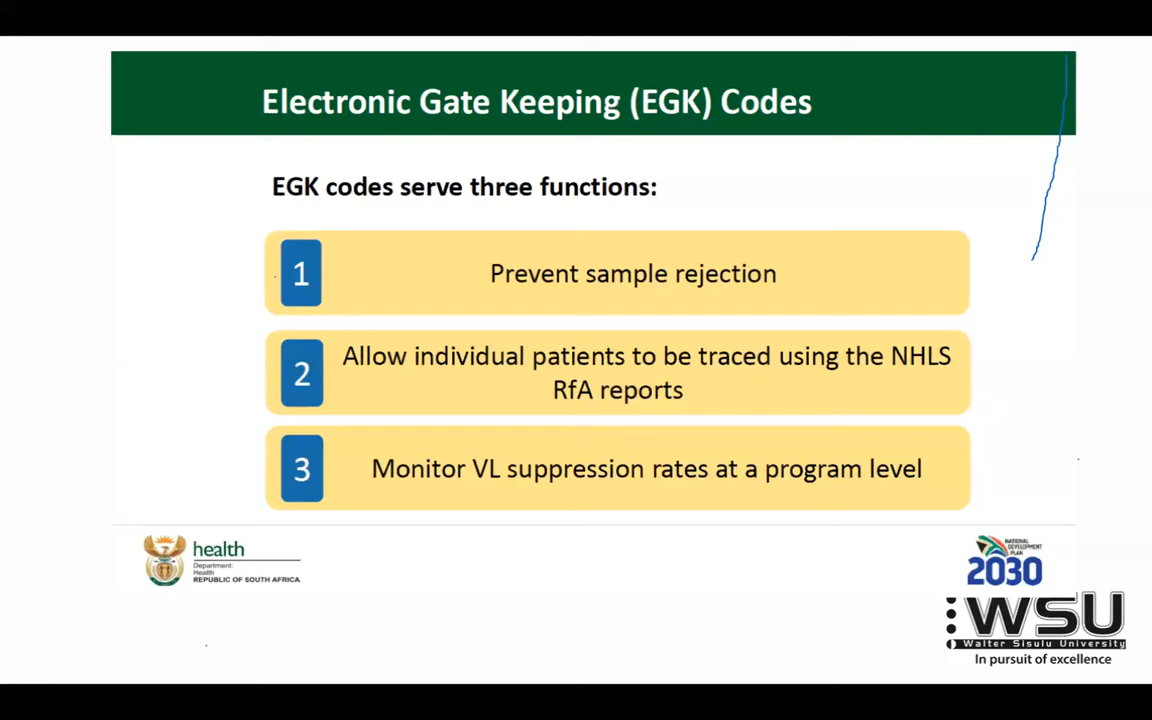 Electronic Gate Keeping (EGK) Codes
EGK codes serve three functions:
1
Prevent sample rejection
2
Allow individual patients to be traced using the NHLS
RfA reports
3
Monitor VL suppression rates at a program level
health
Department:
Health
REPUBLIC OF SOUTH AFRICA
NATIONAL
DEVELOPMENT
PLAN
2030
WSU
Walter Sisulu University
In pursuit of excellence